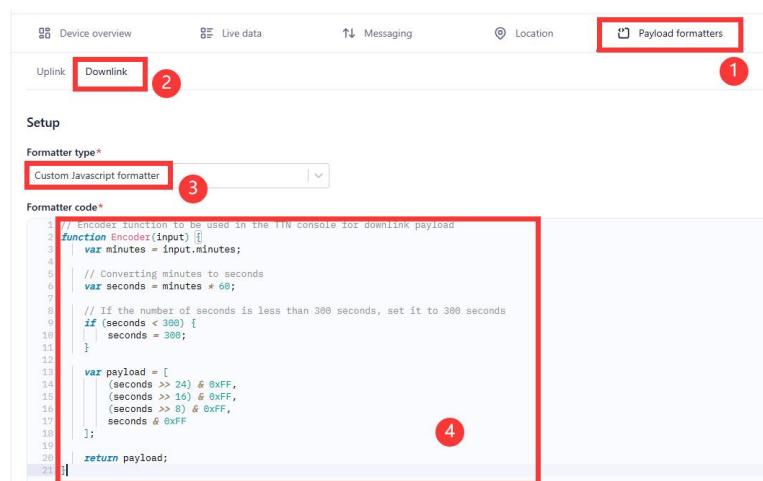 Device overview Live data Messaging Location Payload formatters
1
Uplink Downlink
2
Setup
Formatter type*
Custom Javascript formatter
3
Formatter code*
1 // Encoder function to be used in the TTN console for downlink payload
2 function Encoder(input) {
3 var minutes = input.minutes;
4
5 // Converting minutes to seconds
6 var seconds = minutes * 60;
7
8 // If the number of seconds is less than 300 seconds, set it to 300 seconds
9 if (seconds < 300) {
10 seconds = 300;
11 }
12
13 var payload = [
14 (seconds >> 24) & 0xFF,
15 (seconds >> 16) & 0xFF,
16 (seconds >> 8) & 0xFF,
17 seconds & 0xFF
18 ];
4
19
20 return payload;
21 }